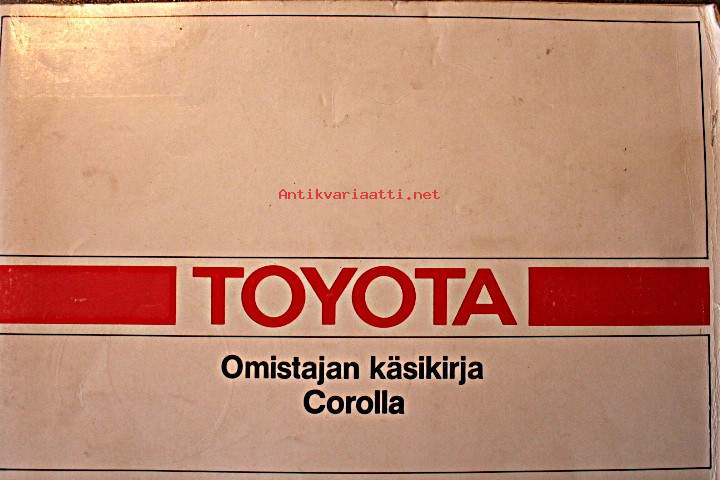 Antikvariaatti.net
TOYOTA
Omistajan käsikirja
Corolla